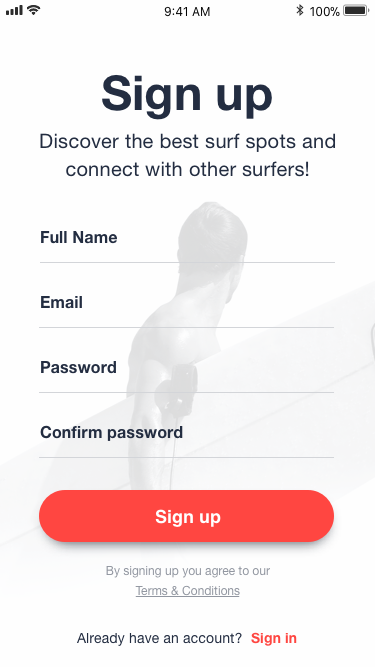 9:41 AM 100%
Sign up
Discover the best surf spots and
connect with other surfers!
Full Name
Email
Password
Confirm password
Sign up
By signing up you agree to our
Terms & Conditions
Already have an account? Sign in